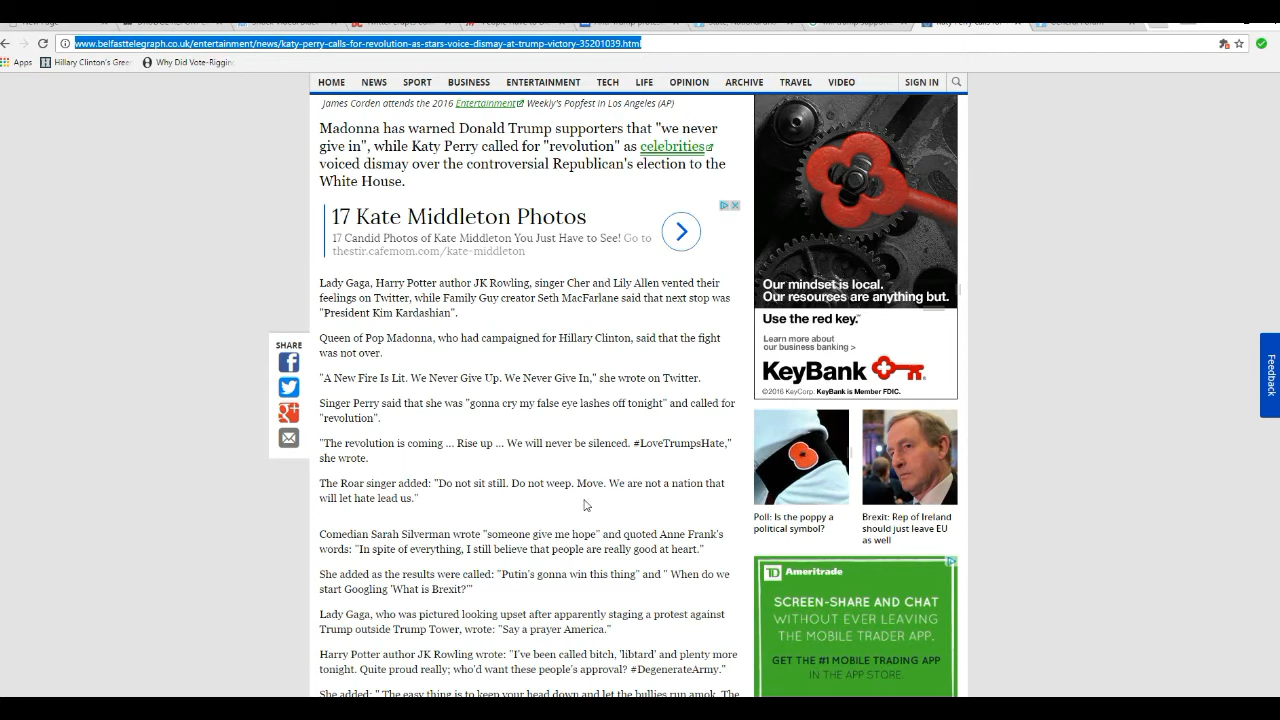 www.belfasttelegraph.co.uk/entertainment/news/katy-perry-calls-for-revolution-as-stars-voice-dismay-at-trump-victory-35201039.html
Apps
Hillary Clinton's Gree
Why Did Vote-Rigging
HOME NEWS SPORT BUSINESS ENTERTAINMENT TECH LIFE OPINION ARCHIVE TRAVEL VIDEO SIGN IN
James Corden attends the 2016 Entertainment Weekly's Popfest in Los Angeles (AP)
Madonna has warned Donald Trump supporters that "we never
give in", while Katy Perry called for "revolution" as celebrities
voiced dismay over the controversial Republican's election to the
White House.
17 Kate Middleton Photos
17 Candid Photos of Kate Middleton You Just Have to See! Go to
thestir.cafemom.com/kate-middleton
Lady Gaga, Harry Potter author JK Rowling, singer Cher and Lily Allen vented their
feelings on Twitter, while Family Guy creator Seth MacFarlane said that next stop was
"President Kim Kardashian".
Queen of Pop Madonna, who had campaigned for Hillary Clinton, said that the fight
was not over.
"A New Fire Is Lit. We Never Give Up. We Never Give In," she wrote on Twitter.
Singer Perry said that she was "gonna cry my false eye lashes off tonight" and called for
"revolution".
"The revolution is coming ... Rise up ... We will never be silenced. #LoveTrumpsHate,"
she wrote.
The Roar singer added: "Do not sit still. Do not weep. Move. We are not a nation that
will let hate lead us."
Comedian Sarah Silverman wrote "someone give me hope" and quoted Anne Frank's
words: "In spite of everything, I still believe that people are really good at heart."
She added as the results were called: "Putin's gonna win this thing" and " When do we
start Googling 'What is Brexit?'"
Lady Gaga, who was pictured looking upset after apparently staging a protest against
Trump outside Trump Tower, wrote: "Say a prayer America."
Harry Potter author JK Rowling wrote: "I've been called bitch, 'libtard' and plenty more
tonight. Quite proud really; who'd want these people's approval? #DegenerateArmy."
She added: " The easy thing is to keep your head down and let the bullies run amok. The
SHARE
Our mindset is local.
Our resources are anything but.
Use the red key.™
Learn more about
our business banking >
KeyBank
©2016 KeyCorp. KeyBank is Member FDIC.
Poll: Is the poppy a
political symbol?
Brexit: Rep of Ireland
should just leave EU
as well
TD Ameritrade
SCREEN-SHARE AND CHAT
WITHOUT EVER LEAVING
THE MOBILE TRADER APP.
GET THE #1 MOBILE TRADING APP
IN THE APP STORE.
Feedback